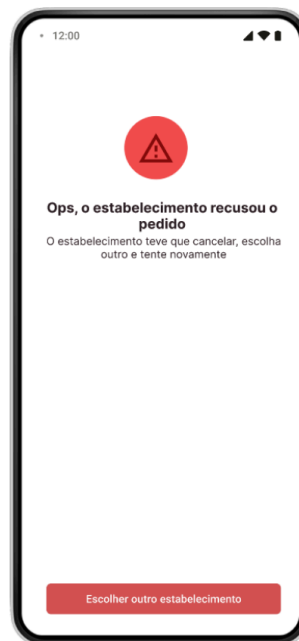 12:00
Ops, o estabelecimento recusou o
pedido
O estabelecimento teve que cancelar, escolha
outro e tente novamente
Escolher outro estabelecimento